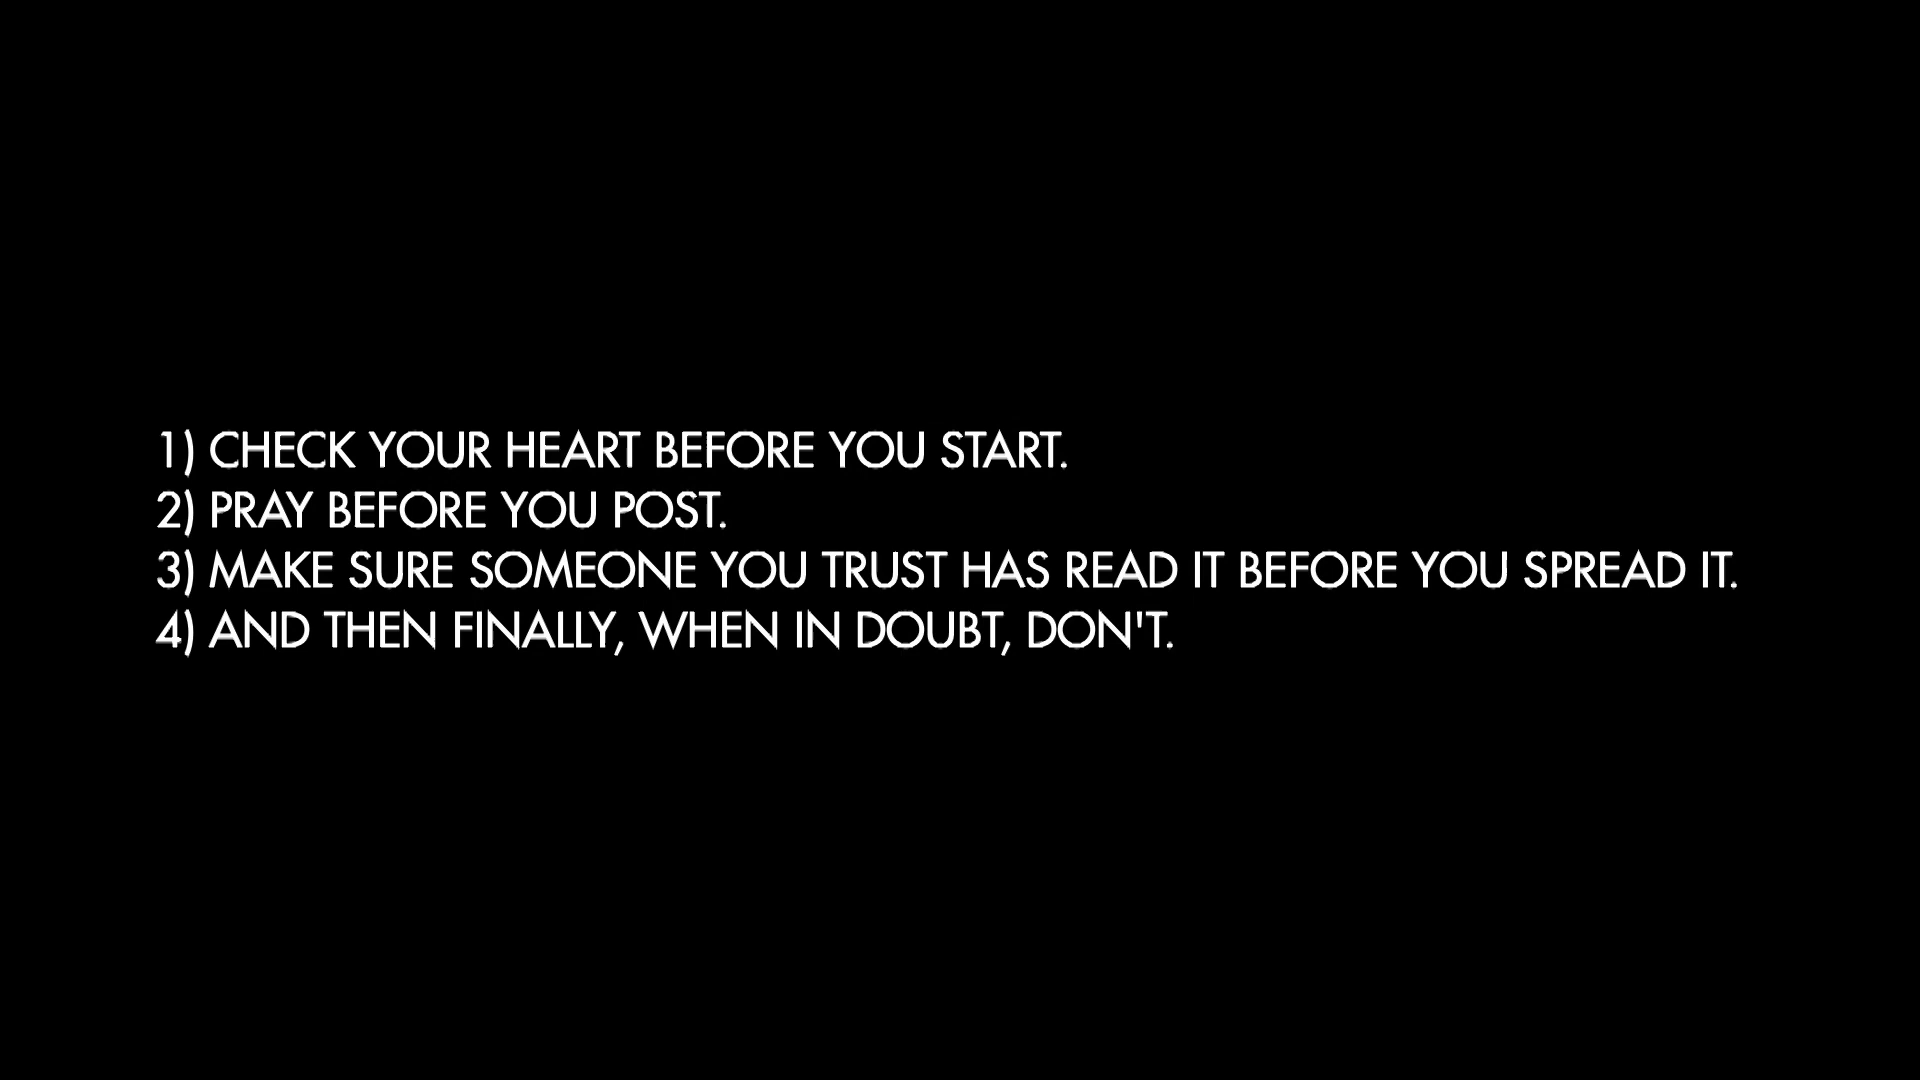 1) CHECK YOUR HEART BEFORE YOU START.
2) PRAY BEFORE YOU POST.
3) MAKE SURE SOMEONE YOU TRUST HAS READ IT BEFORE YOU SPREAD IT.
4) AND THEN FINALLY, WHEN IN DOUBT, DON'T.